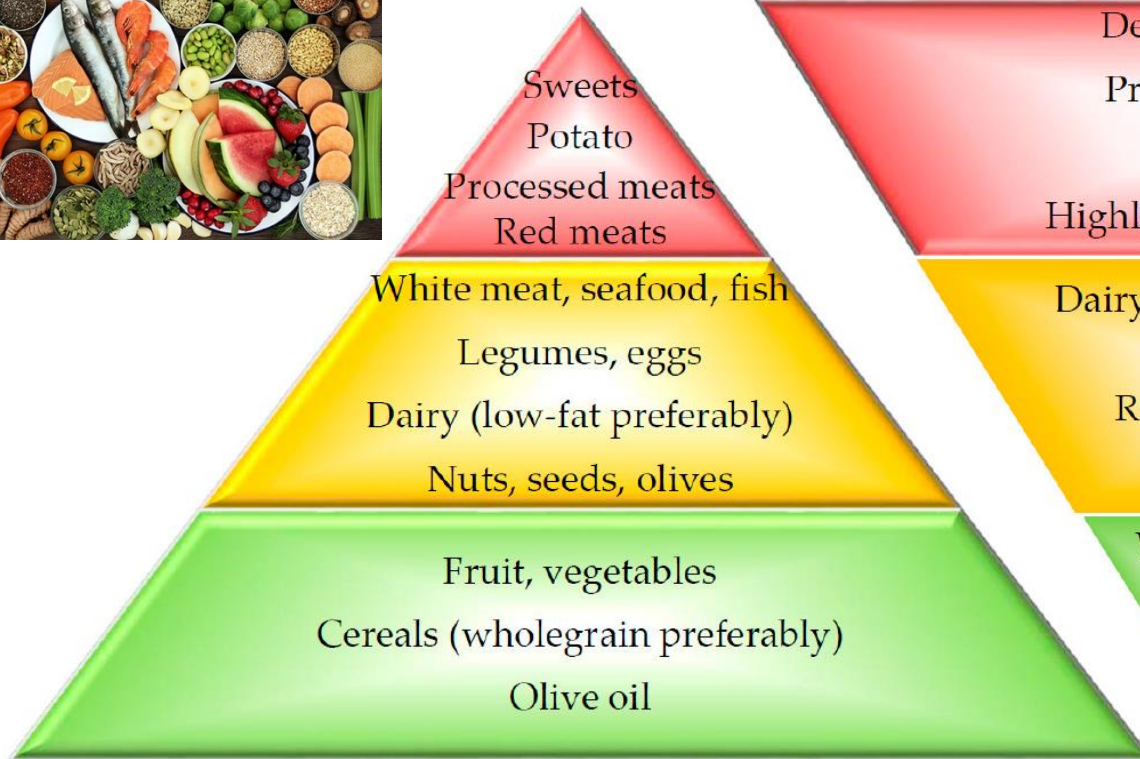 Sweets
Potato
Processed meats
Red meats
White meat, seafood, fish
Legumes, eggs
Dairy (low-fat preferably)
Nuts, seeds, olives
Fruit, vegetables
Cereals (wholegrain preferably)
Olive oil
Dairy